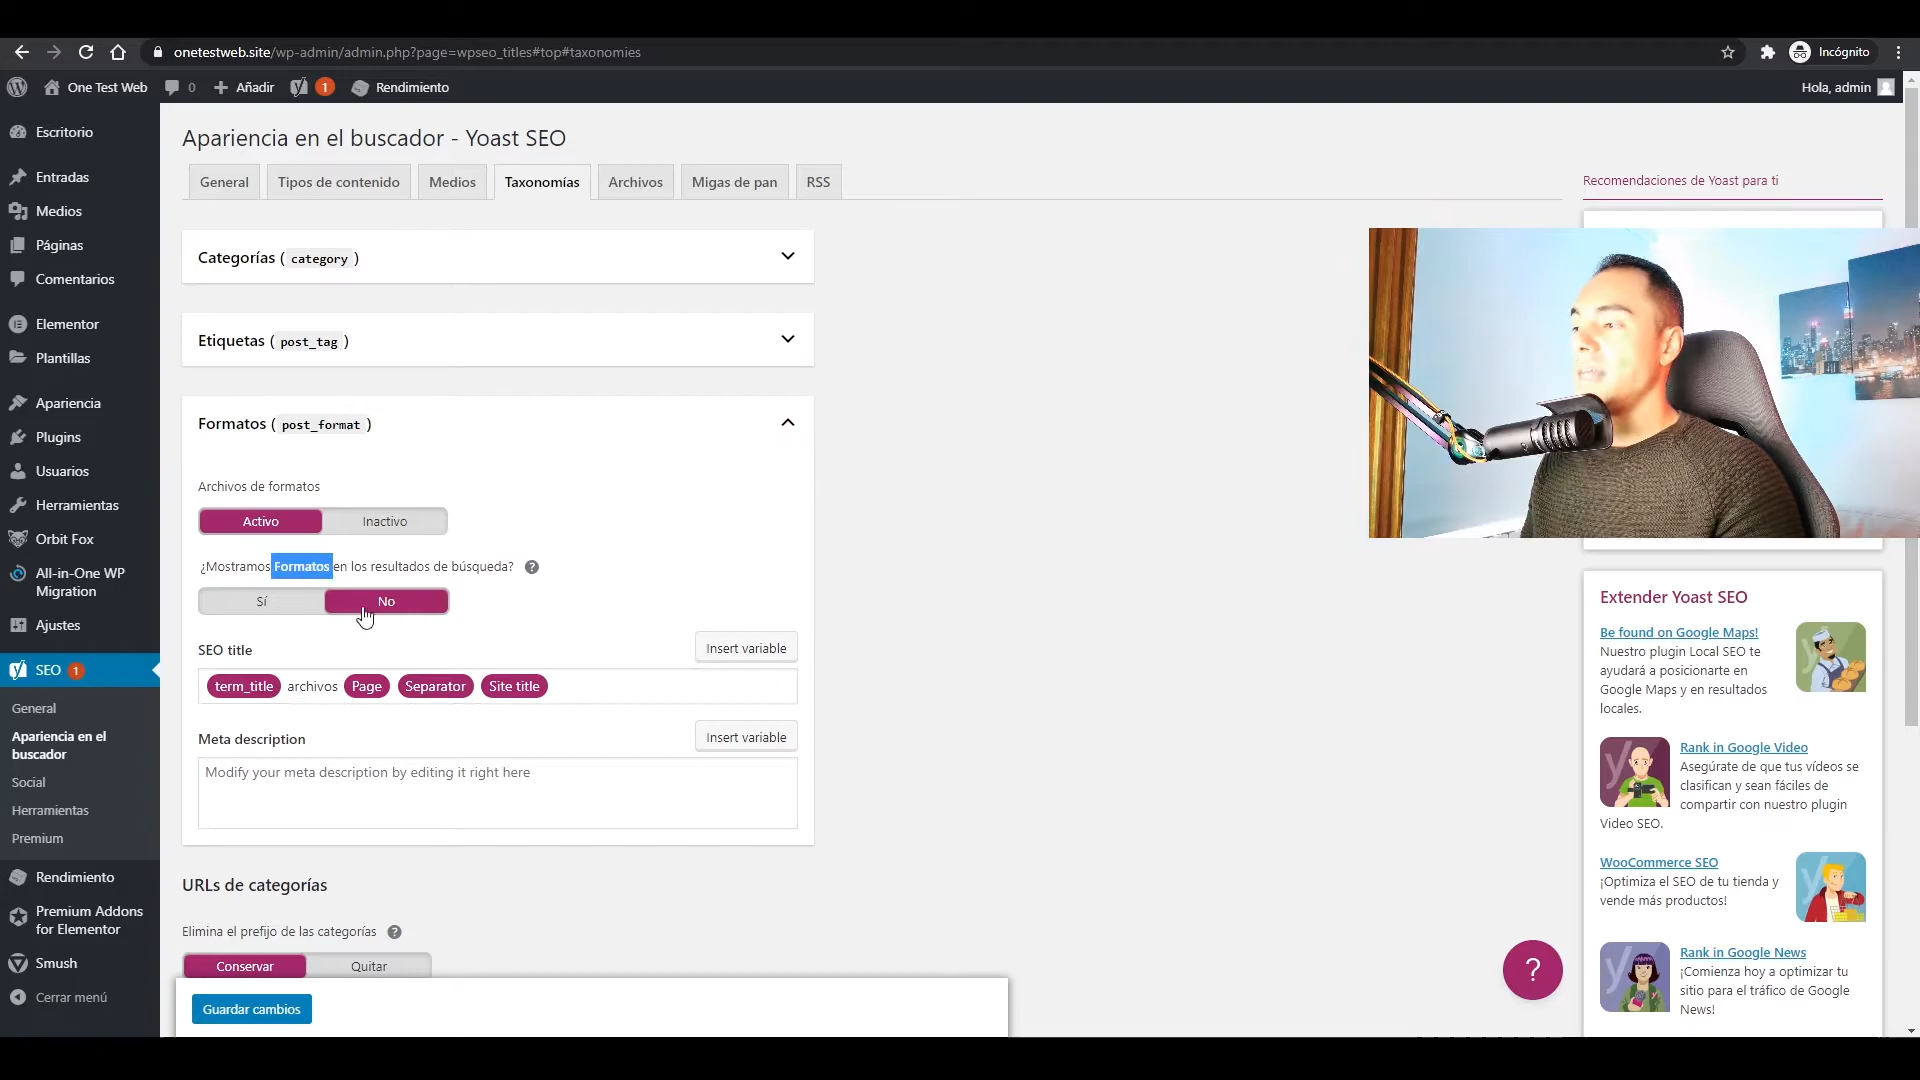 onetestweb.site/wp-admin/admin.php?page=wpseo_titles#top#taxonomies
Incógnito
One Test Web
0
Añadir
1
Rendimiento
Hola, admin
Escritorio
Entradas
Medios
Páginas
Comentarios
Elementor
Plantillas
Apariencia
Plugins
Usuarios
Herramientas
Orbit Fox
All-in-One WP
Migration
Ajustes
SEO 1
General
Apariencia en el
buscador
Social
Herramientas
Premium
Rendimiento
Premium Addons
for Elementor
Smush
Cerrar menú
Apariencia en el buscador - Yoast SEO
General
Tipos de contenido
Medios
Taxonomías
Archivos
Migas de pan
RSS
Categorías ( category )
Etiquetas ( post_tag )
Formatos ( post_format )
Archivos de formatos
Activo
Inactivo
¿Mostramos Formatos en los resultados de búsqueda? ?
Sí
No
SEO title
Insert variable
term_title archivos Page Separator Site title
Meta description
Insert variable
Modify your meta description by editing it right here
URLs de categorías
Elimina el prefijo de las categorías ?
Conservar
Quitar
Guardar cambios
?
Recomendaciones de Yoast para ti
Extender Yoast SEO
Be found on Google Maps!
Nuestro plugin Local SEO te
ayudará a posicionarte en
Google Maps y en resultados
locales.
Rank in Google Video
Asegúrate de que tus vídeos se
clasifican y sean fáciles de
compartir con nuestro plugin
Video SEO.
WooCommerce SEO
¡Optimiza el SEO de tu tienda y
vende más productos!
Rank in Google News
¡Comienza hoy a optimizar tu
sitio para el tráfico de Google
News!